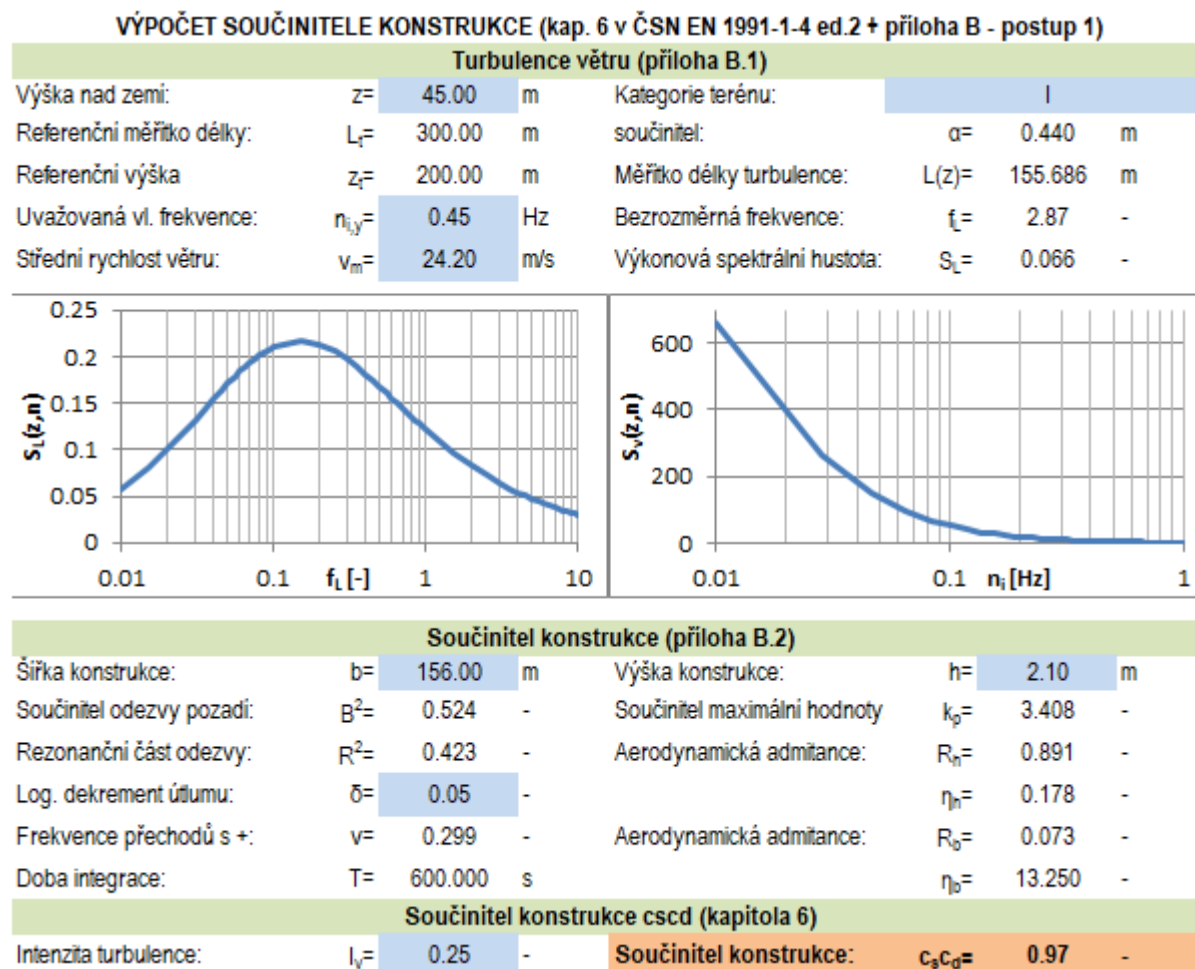 VÝPOČET SOUČINITELE KONSTRUKCE (kap. 6 v ČSN EN 1991-1-4 ed.2 + příloha B - postup 1)
Turbulence větru (příloha B.1)
Výška nad zemí: z= 45.00 m Kategorie terénu: I
Referenční měřítko délky: Lt= 300.00 m součinitel: α= 0.440 m
Referenční výška zt= 200.00 m Měřítko délky turbulence: L(z)= 155.686 m
Uvažovaná vl. frekvence: ni,y= 0.45 Hz Bezrozměrná frekvence: fL= 2.87 -
Střední rychlost větru: vm= 24.20 m/s Výkonová spektrální hustota: SL= 0.066 -
0.25
0.2
0.15
0.1
0.05
0
SL(z,n)
0.01 0.1 fL [-] 1 10
600
400
200
0
Sv(z,n)
0.01 0.1 ni [Hz] 1
Součinitel konstrukce (příloha B.2)
Šířka konstrukce: b= 156.00 m Výška konstrukce: h= 2.10 m
Součinitel odezvy pozadí: B²= 0.524 - Součinitel maximální hodnoty kp= 3.408 -
Rezonanční část odezvy: R²= 0.423 - Aerodynamická admitance: Rh= 0.891 -
Log. dekrement útlumu: δ= 0.05 - ηh= 0.178 -
Frekvence přechodů s +: v= 0.299 - Aerodynamická admitance: Rb= 0.073 -
Doba integrace: T= 600.000 s ηb= 13.250 -
Součinitel konstrukce cscd (kapitola 6)
Intenzita turbulence: Iv= 0.25 - Součinitel konstrukce: cscd= 0.97 -